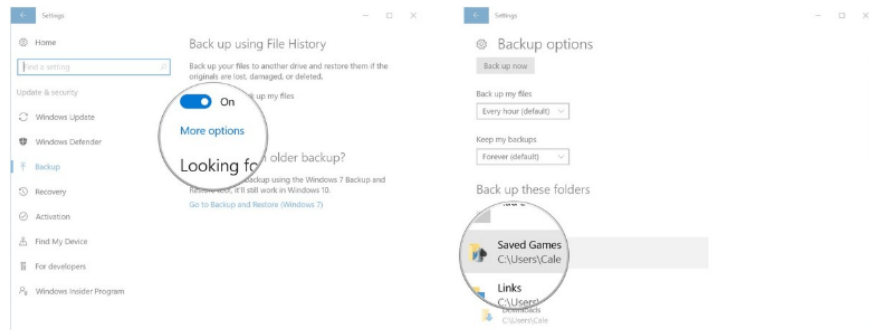 Settings
Home
Find a setting
Update & security
Windows Update
Windows Defender
Backup
Recovery
Activation
Find My Device
For developers
Windows Insider Program
Back up using File History
Back up your files to another drive and restore them if the
originals are lost, damaged, or deleted.
k up my files
On
More options
Looking fo
older backup?
backup using the Windows 7 Backup and
it'll still work in Windows 10.
Go to Backup and Restore (Windows 7)
Settings
Backup options
Back up now
Back up my files
Every hour (default)
Keep my backups
Forever (default)
Back up these folders
Saved Games
C:\Users\Cale
Links
C:\Users\
Downloads
C:\Users\Cale